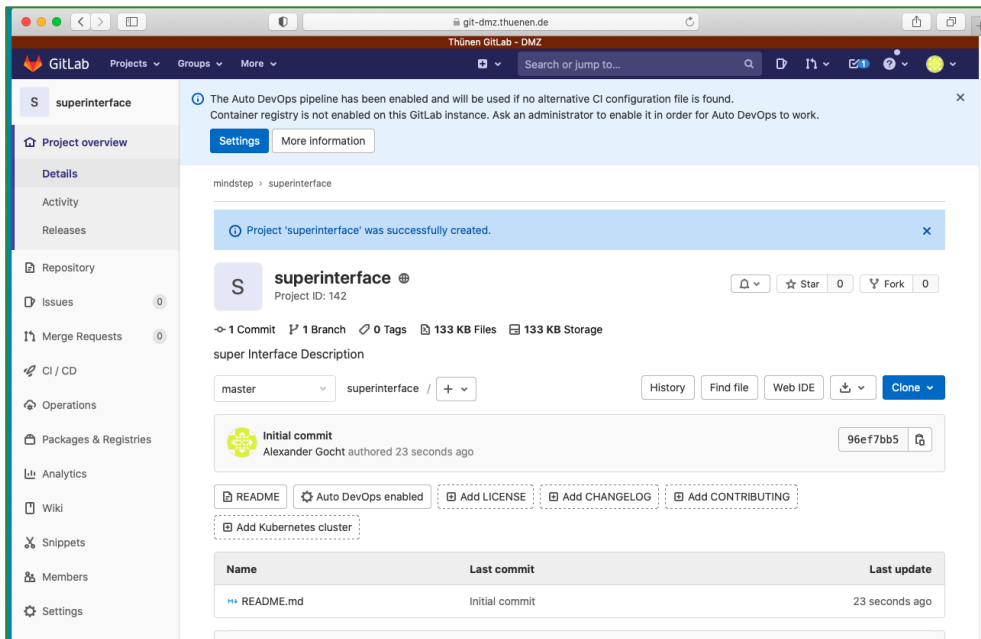 git-dmz.thuenen.de
Thünen GitLab - DMZ
GitLab Projects Groups More Search or jump to... 1
S superinterface
Project overview
Details
Activity
Releases
Repository
Issues 0
Merge Requests 0
CI / CD
Operations
Packages & Registries
Analytics
Wiki
Snippets
Members
Settings
The Auto DevOps pipeline has been enabled and will be used if no alternative CI configuration file is found.
Container registry is not enabled on this GitLab instance. Ask an administrator to enable it in order for Auto DevOps to work.
Settings More information
mindstep › superinterface
Project 'superinterface' was successfully created.
S superinterface
Project ID: 142
Star 0 Fork 0
1 Commit 1 Branch 0 Tags 133 KB Files 133 KB Storage
super Interface Description
master superinterface / + History Find file Web IDE Clone
Initial commit
Alexander Gocht authored 23 seconds ago
96ef7bb5
README Auto DevOps enabled Add LICENSE Add CHANGELOG Add CONTRIBUTING
Add Kubernetes cluster
Name Last commit Last update
M↓ README.md Initial commit 23 seconds ago